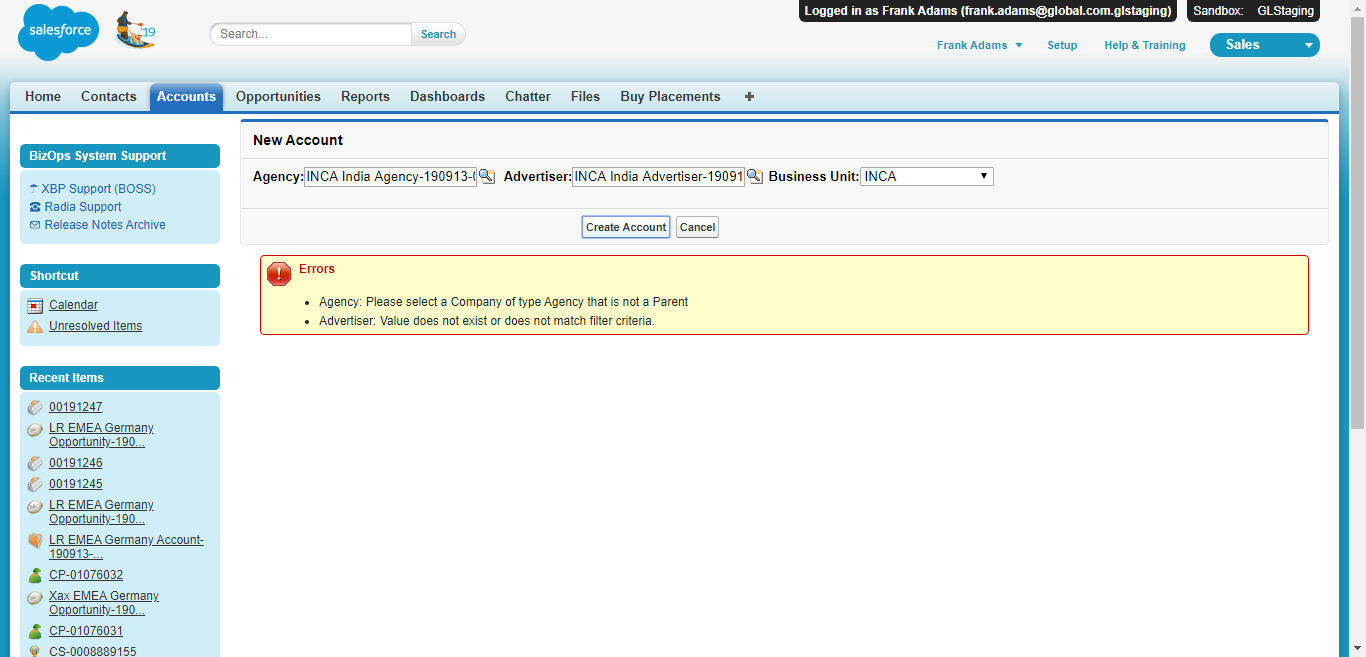 Logged in as Frank Adams (frank.adams@global.com.glstaging)
Sandbox: GLStaging
salesforce
'19
Search...
Search
Frank Adams
Setup
Help & Training
Sales
Home
Contacts
Accounts
Opportunities
Reports
Dashboards
Chatter
Files
Buy Placements
+
BizOps System Support
XBP Support (BOSS)
Radia Support
Release Notes Archive
Shortcut
Calendar
Unresolved Items
Recent Items
00191247
LR EMEA Germany
Opportunity-190...
00191246
00191245
LR EMEA Germany
Opportunity-190...
LR EMEA Germany Account-
190913-...
CP-01076032
Xax EMEA Germany
Opportunity-190...
CP-01076031
CS-0008889155
New Account
Agency: INCA India Agency-190913-( Advertiser: INCA India Advertiser-19091 Business Unit: INCA
Create Account
Cancel
Errors
Agency: Please select a Company of type Agency that is not a Parent
Advertiser: Value does not exist or does not match filter criteria.